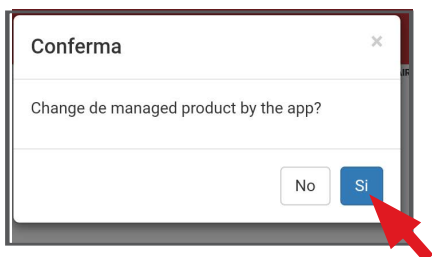 Conferma
×
Change de managed product by the app?
No
Si